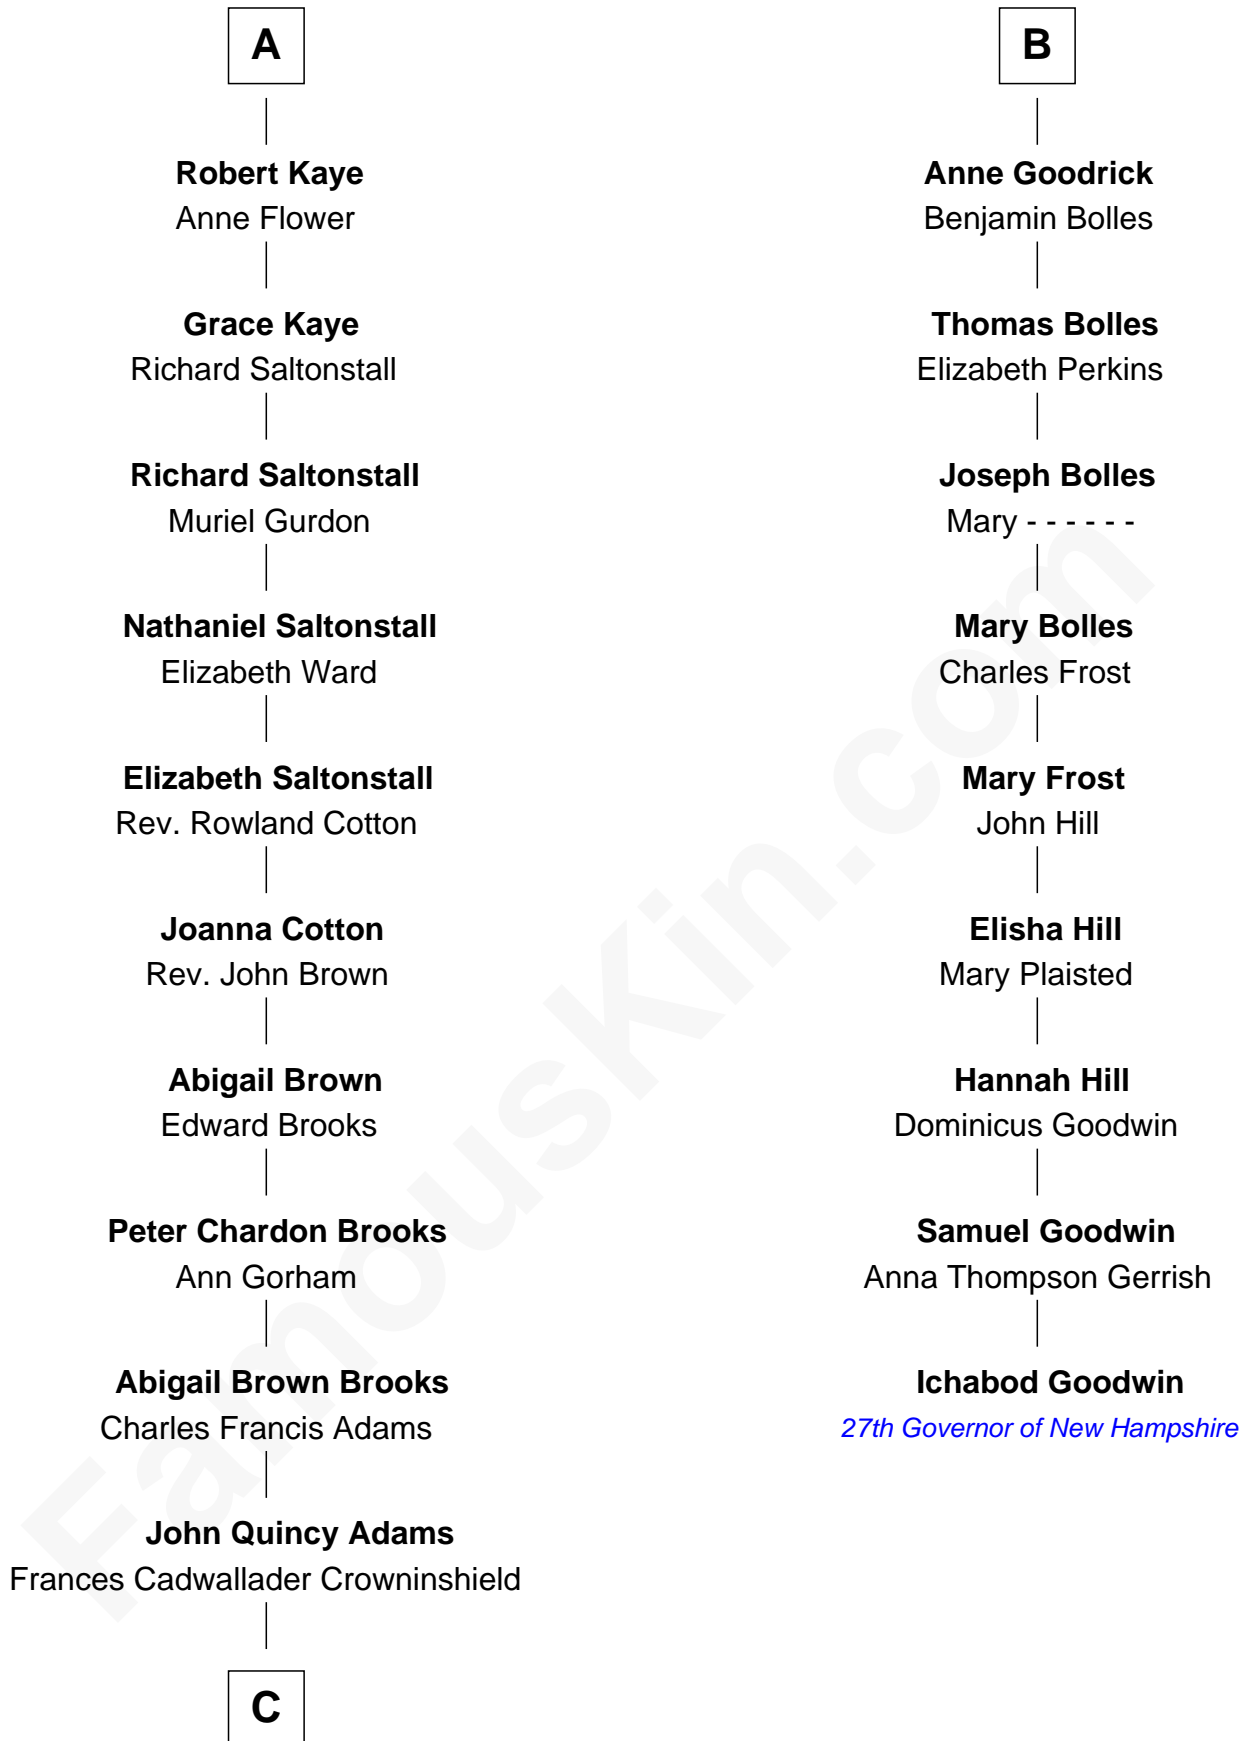 A
Robert Kaye
Anne Flower
Grace Kaye
Richard Saltonstall
Richard Saltonstall
Muriel Gurdon
Nathaniel Saltonstall
Elizabeth Ward
Elizabeth Saltonstall
Rev. Rowland Cotton
Joanna Cotton
Rev. John Brown
Abigail Brown
Edward Brooks
Peter Chardon Brooks
Ann Gorham
Abigail Brown Brooks
Charles Francis Adams
John Quincy Adams
Frances Cadwallader Crowninshield
C
B
Anne Goodrick
Benjamin Bolles
Thomas Bolles
Elizabeth Perkins
Joseph Bolles
Mary - - - - - -
Mary Bolles
Charles Frost
Mary Frost
John Hill
Elisha Hill
Mary Plaisted
Hannah Hill
Dominicus Goodwin
Samuel Goodwin
Anna Thompson Gerrish
Ichabod Goodwin
27th Governor of New Hampshire
FamousKin.com